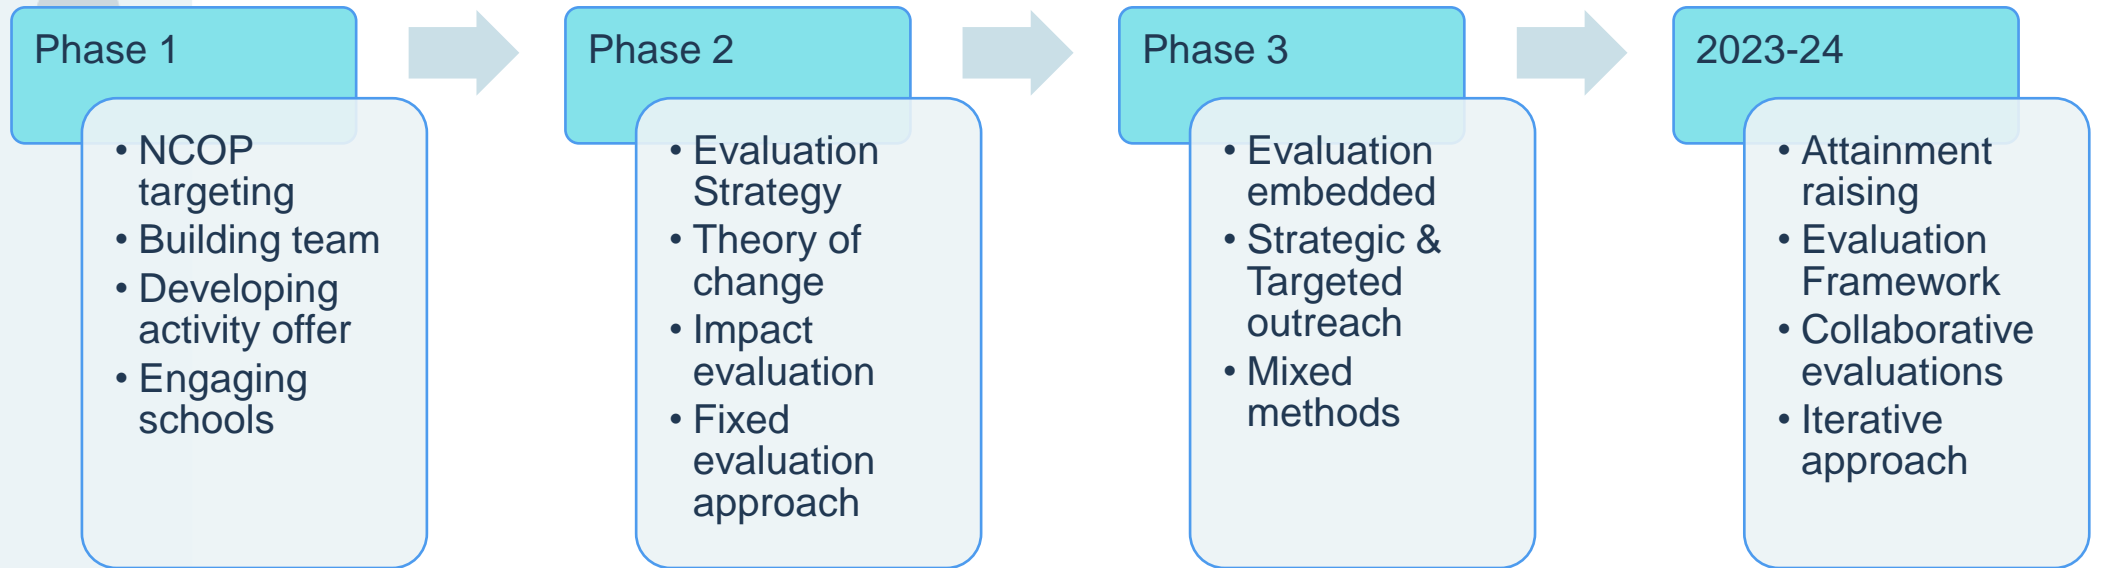 Phase 1
• NCOP
targeting
• Building team
• Developing
activity offer
• Engaging
schools
Phase 2
• Evaluation
Strategy
• Theory of
change
• Impact
evaluation
• Fixed
evaluation
approach
Phase 3
• Evaluation
embedded
• Strategic &
Targeted
outreach
• Mixed
methods
2023-24
• Attainment
raising
• Evaluation
Framework
• Collaborative
evaluations
• Iterative
approach